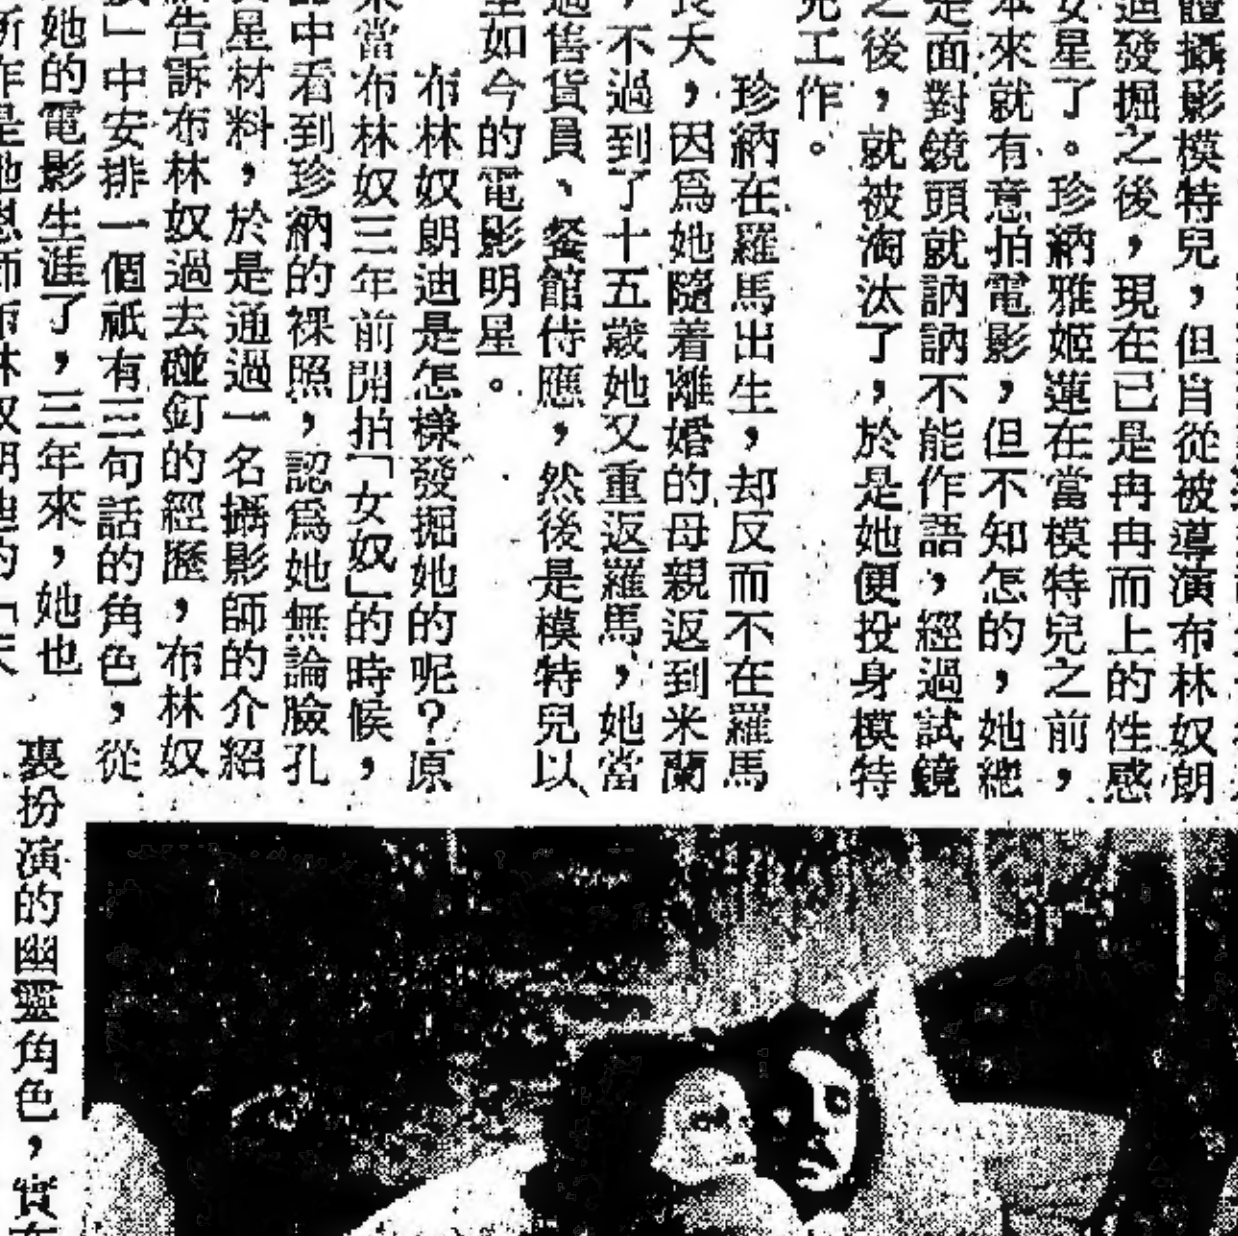 體攝影模特兒，但自從被導演布林奴朗
迪發掘之後，現在已是冉冉而上的性感
女星了。珍納雅姬蓮在當模特兒之前，
本來就有意拍電影，但不知怎的，她總
是面對鏡頭就訥訥不能作語，經過試鏡
之後，就被淘汰了，於是她便投身模特
兒工作。
珍納在羅馬出生，却反而不在羅馬
長大，因爲她隨着離婚的母親返到米蘭
，不過到了十五歲她又重返羅馬，她當
過售貨員、餐館侍應，然後是模特兒以
至如今的電影明星。
布林奴朗迪是怎樣發掘她的呢？原
來當布林奴三年前開拍「女奴」的時候，
中看到珍納的裸照，認爲她無論臉孔
星材料，於是通過一名攝影師的介紹
告訴布林奴過去碰釘的經歷，布林奴
」中安排一個祇有三句話的角色，從
她的電影生涯了，三年來，她也
所作是她恩師布林奴朗迪的「天
裏扮演的幽靈角色，實在